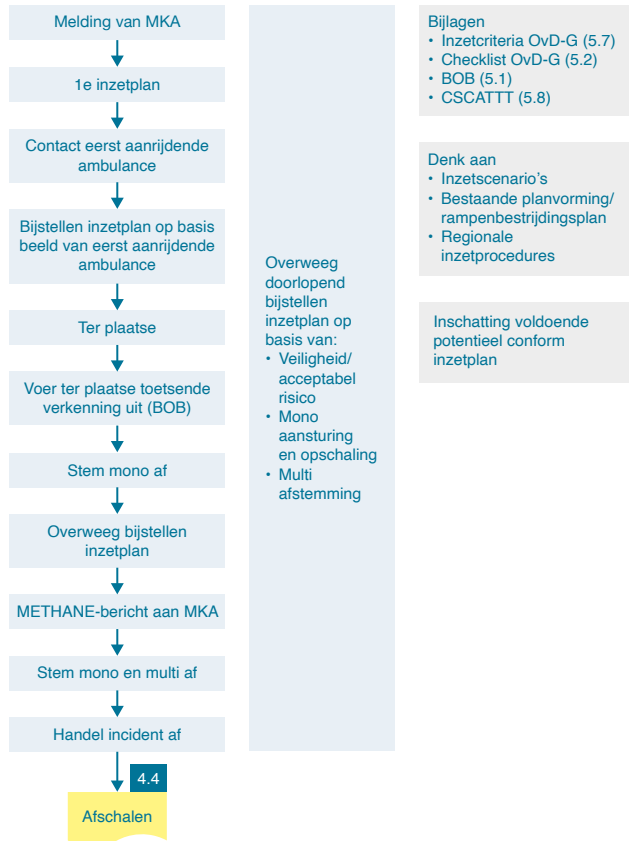 Melding van MKA
1e inzetplan
Contact eerst aanrijdende
ambulance
Bijstellen inzetplan op basis
beeld van eerst aanrijdende
ambulance
Ter plaatse
Voer ter plaatse toetsende
verkenning uit (BOB)
Stem mono af
Overweeg bijstellen
inzetplan
METHANE-bericht aan MKA
Stem mono en multi af
Handel incident af
4.4
Afschalen
Overweeg
doorlopend
bijstellen
inzetplan op
basis van:
• Veiligheid/
acceptabel
risico
• Mono
aansturing
en opschaling
• Multi
afstemming
Bijlagen
• Inzetcriteria OvD-G (5.7)
• Checklist OvD-G (5.2)
• BOB (5.1)
• CSCATTT (5.8)
Denk aan
• Inzetscenario's
• Bestaande planvorming/
rampenbestrijdingsplan
• Regionale
inzetprocedures
Inschatting voldoende
potentieel conform
inzetplan